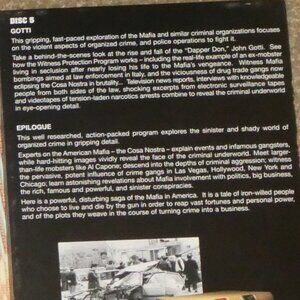 DISC 5
GOTTI
This gripping, fast-paced exploration of the Mafia and similar criminal organizations focuses
on the violent aspects of organized crime, and police operations to fight it.
Take a behind-the-scenes look at the rise and fall of the "Dapper Don," John Gotti. See
how the Witness Protection Program works – including the real-life example of an ex-mobster
living in seclusion after nearly losing his life to the Mafia's vengeance. Witness Mafia
bombings aimed at law enforcement in Italy, and the viciousness of drug trade gangs now
eclipsing the Cosa Nostra in brutality... Television news reports, interviews with knowledgeable
people from both sides of the law, shocking excerpts from electronic surveillance tapes
and videotapes of tension-laden narcotics arrests combine to reveal the criminal underworld
in eye-opening detail.
EPILOGUE
This well researched, action-packed program explores the sinister and shady world of
organized crime in gripping detail.
Experts on the American Mafia – the Cosa Nostra – explain events and infamous gangsters,
while hard-hitting images vividly reveal the face of the criminal underworld. Meet larger-
than-life mobsters like Al Capone; descend into the depths of criminal aggression; witness
the pervasive, potent influence of crime gangs in Las Vegas, Hollywood, New York and
Chicago; learn astonishing revelations about Mafia involvement with politics, big business,
the rich, famous and powerful, and sinister conspiracies.
Here is a powerful, disturbing saga of the Mafia in America. It is a tale of iron-willed people
who choose to live and die by the gun in order to reap vast fortunes and personal power,
and of the plots they weave in the course of turning crime into a business.